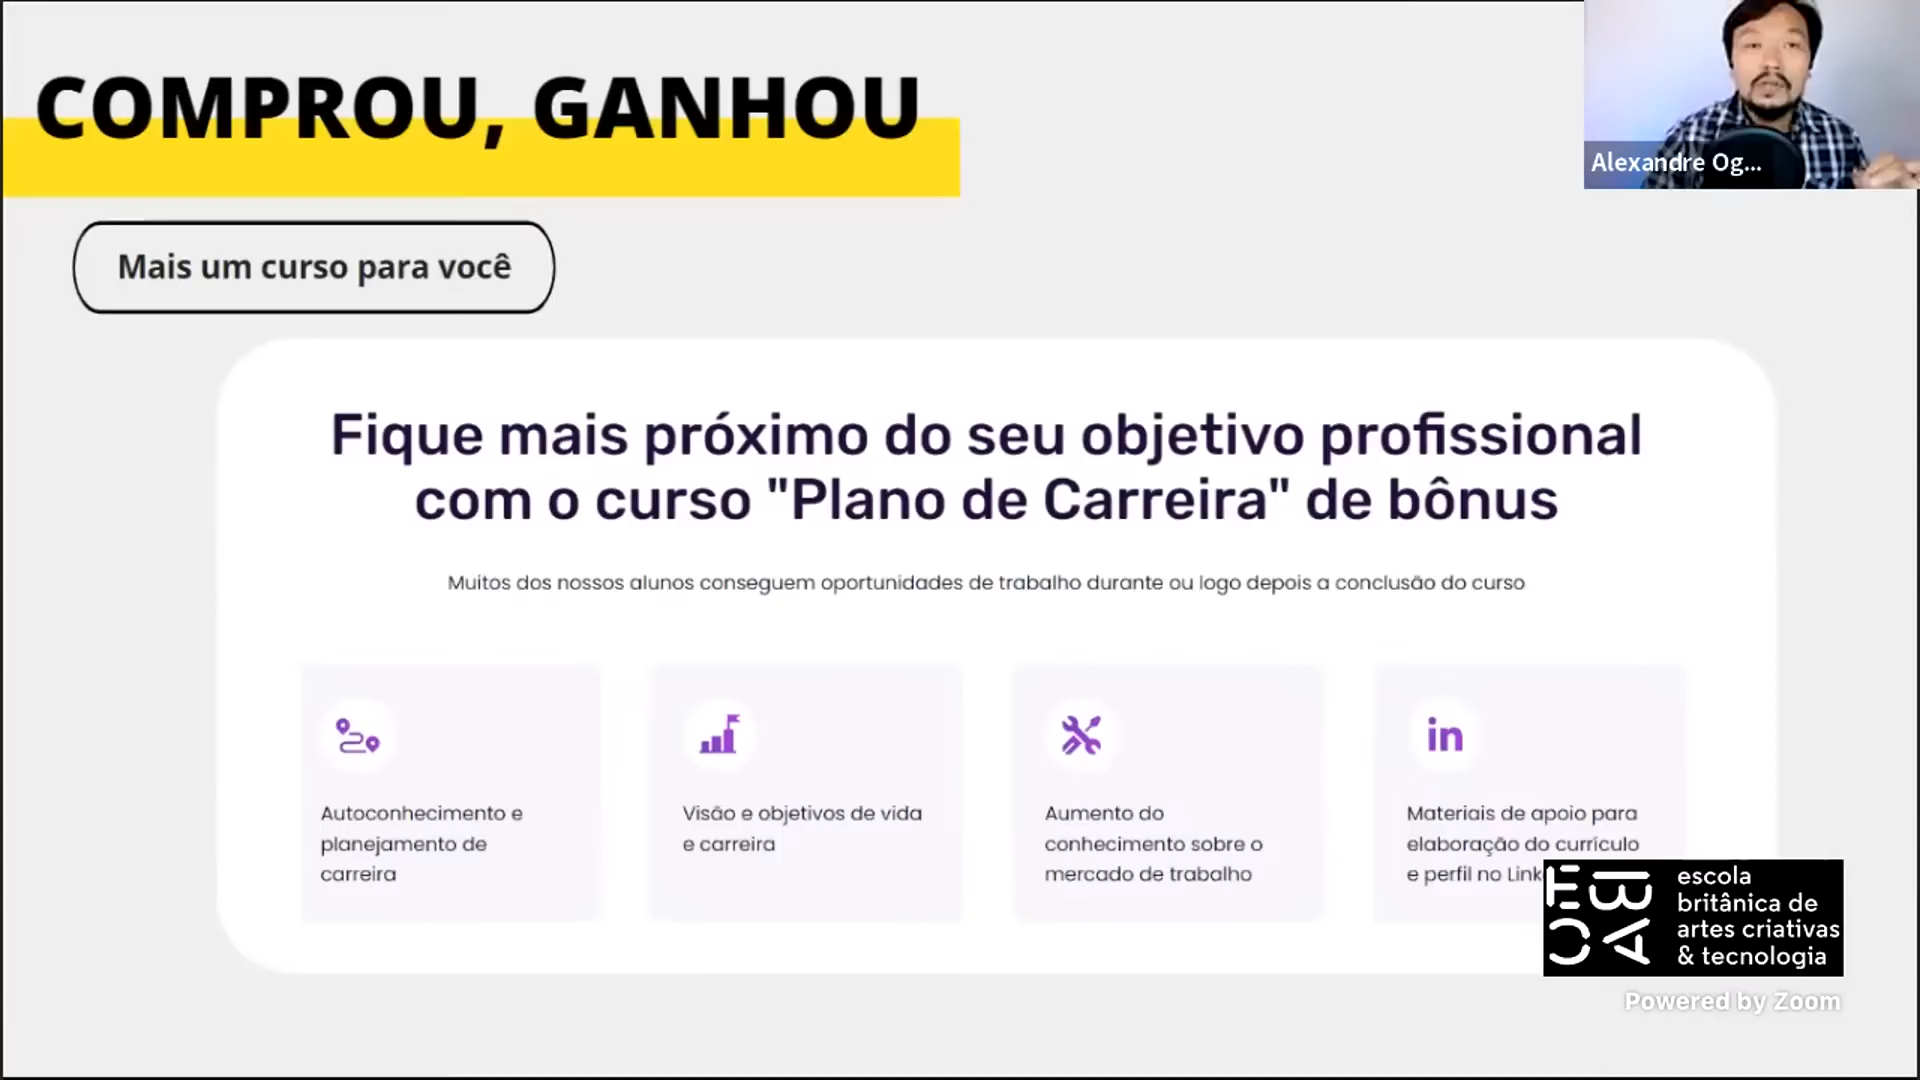 COMPROU, GANHOU
Alexandre Og...
Mais um curso para você
Fique mais próximo do seu objetivo profissional
com o curso "Plano de Carreira" de bônus
Muitos dos nossos alunos conseguem oportunidades de trabalho durante ou logo depois a conclusão do curso
Autoconhecimento e
planejamento de
carreira
Visão e objetivos de vida
e carreira
Aumento do
conhecimento sobre o
mercado de trabalho
in
Materiais de apoio para
elaboração do currículo
e perfil no Link
EBAC
escola
britânica de
artes criativas
& tecnologia
Powered by Zoom